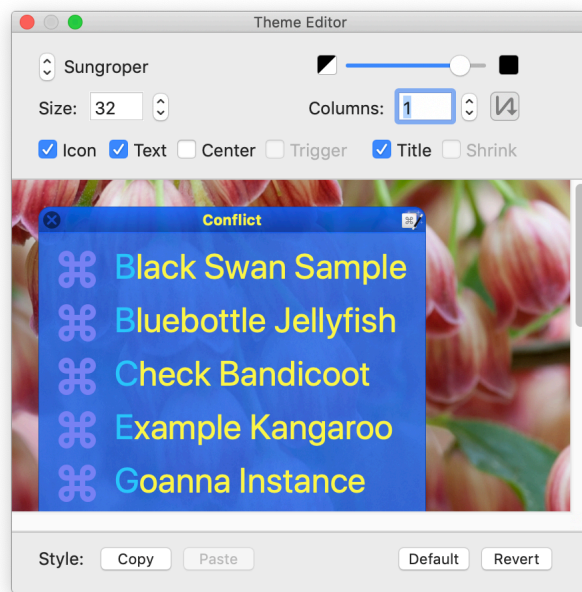 Theme Editor
Sungroper
Size: 32 Columns: 1
Icon Text Center Trigger Title Shrink
Conflict
⌘ Black Swan Sample
⌘ Bluebottle Jellyfish
⌘ Check Bandicoot
⌘ Example Kangaroo
⌘ Goanna Instance
Style: Copy Paste Default Revert